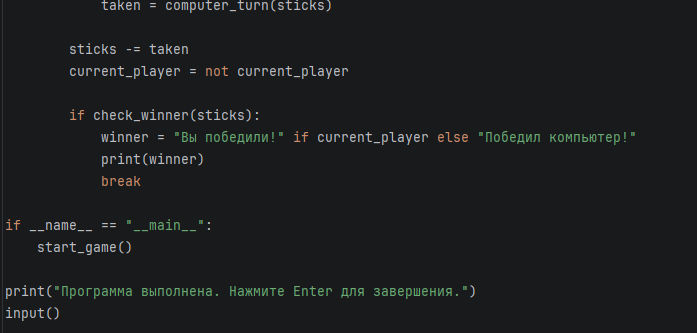 taken = computer_turn(sticks)

        sticks -= taken
        current_player = not current_player

        if check_winner(sticks):
            winner = "Вы победили!" if current_player else "Победил компьютер!"
            print(winner)
            break

if __name__ == "__main__":
    start_game()

print("Программа выполнена. Нажмите Enter для завершения.")
input()